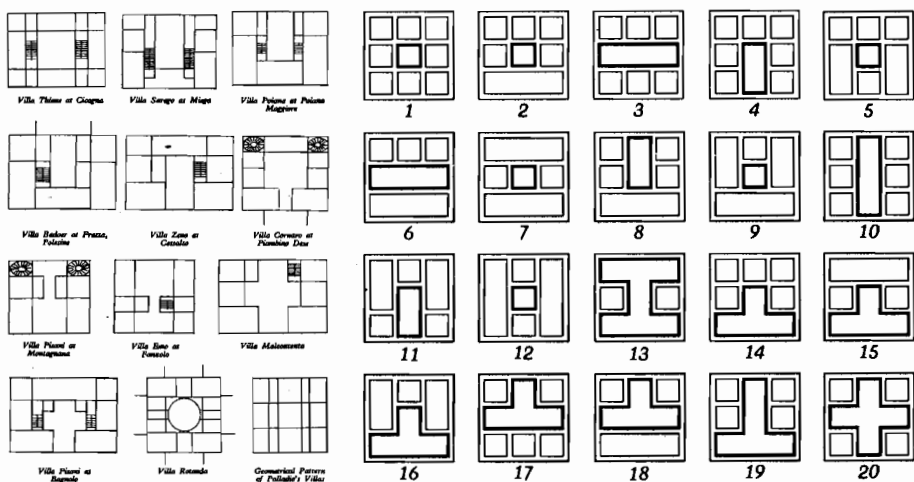 Villa Thiene at Cicogna
Villa Sarego at Miega
Villa Poiana at Poiana
Maggiore
1
2
3
4
5
Villa Badoer at Fratta,
Polesine
Villa Zeno at
Cessalto
Villa Cornaro at
Piombino Dese
6
7
8
9
10
Villa Pisani at
Montagnana
Villa Emo at
Fanzolo
Villa Malcontenta
11
12
13
14
15
Villa Pisani at
Bagnolo
Villa Rotonda
Geometrical Pattern
of Palladio's Villas
16
17
18
19
20